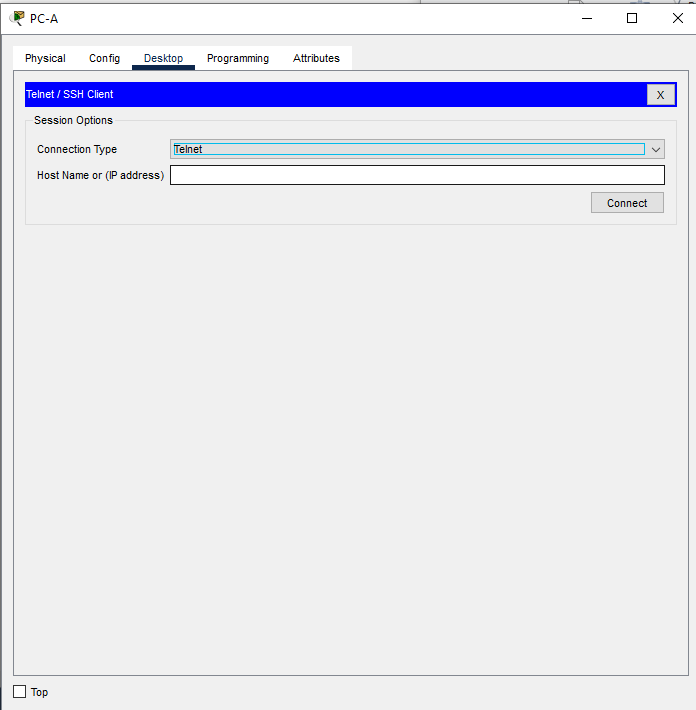 PC-A
Physical Config Desktop Programming Attributes
Telnet / SSH Client X
Session Options
Connection Type Telnet
Host Name or (IP address)
Connect
Top